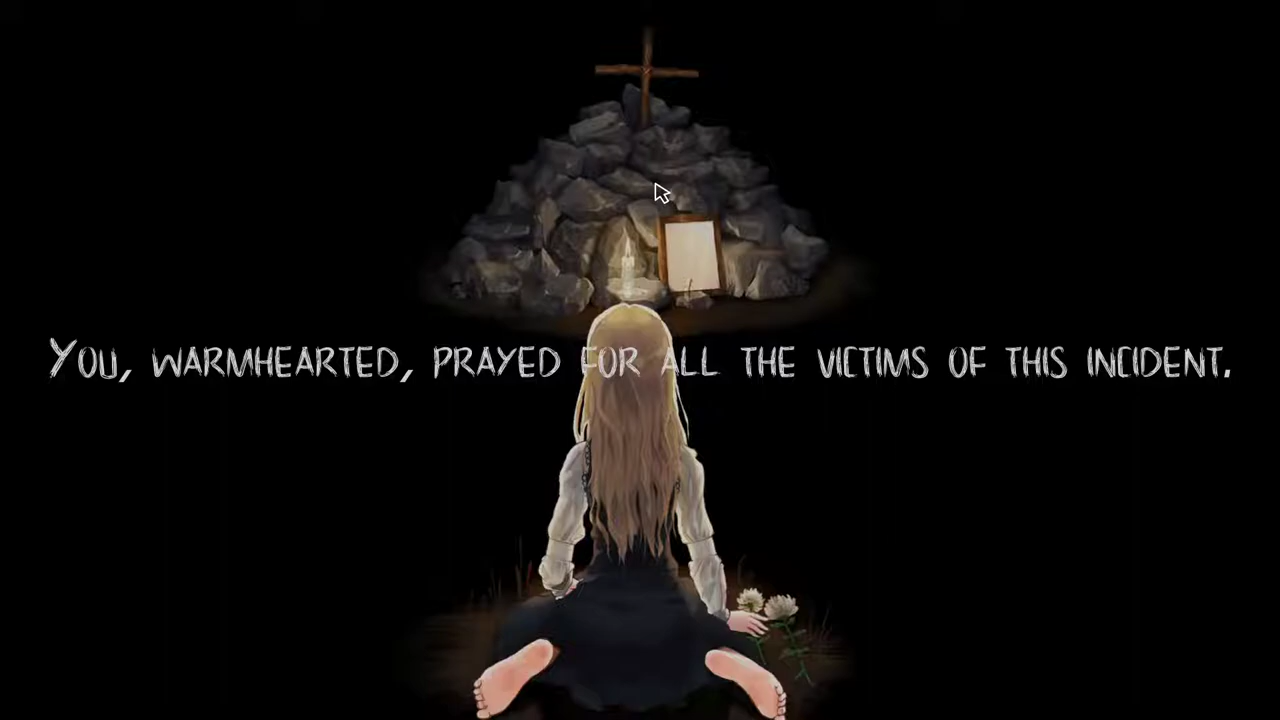 You, warmhearted, prayed for all the victims of this incident.